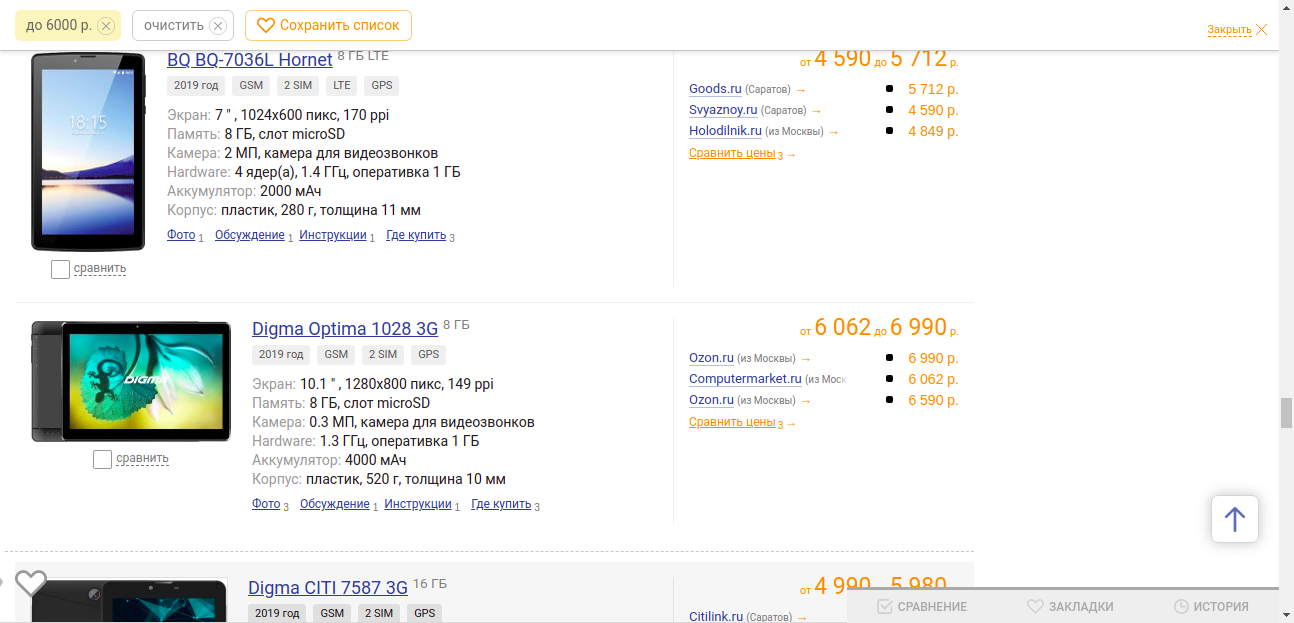 до 6000 р.
очистить
Сохранить список
Закрыть
BQ BQ-7036L Hornet 8 ГБ LTE
2019 год GSM 2 SIM LTE GPS
Экран: 7 " , 1024x600 пикс, 170 ppi
Память: 8 ГБ, слот microSD
Камера: 2 МП, камера для видеозвонков
Hardware: 4 ядер(а), 1.4 ГГц, оперативка 1 ГБ
Аккумулятор: 2000 мАч
Корпус: пластик, 280 г, толщина 11 мм
Фото 1 Обсуждение 1 Инструкции 1 Где купить 3
18:15
сравнить
от 4 590 до 5 712 р.
Goods.ru (Саратов) → 5 712 р.
Svyaznoy.ru (Саратов) → 4 590 р.
Holodilnik.ru (из Москвы) → 4 849 р.
Сравнить цены 3 →
Digma Optima 1028 3G 8 ГБ
2019 год GSM 2 SIM GPS
Экран: 10.1 " , 1280x800 пикс, 149 ppi
Память: 8 ГБ, слот microSD
Камера: 0.3 МП, камера для видеозвонков
Hardware: 1.3 ГГц, оперативка 1 ГБ
Аккумулятор: 4000 мАч
Корпус: пластик, 520 г, толщина 10 мм
Фото 3 Обсуждение 1 Инструкции 1 Где купить 3
DIGMA
сравнить
от 6 062 до 6 990 р.
Ozon.ru (из Москвы) → 6 990 р.
Computermarket.ru (из Моск 6 062 р.
Ozon.ru (из Москвы) → 6 590 р.
Сравнить цены 3 →
Digma CITI 7587 3G 16 ГБ
2019 год GSM 2 SIM GPS
от 4 990 5 980
Citilink.ru (Саратов) →
СРАВНЕНИЕ ЗАКЛАДКИ ИСТОРИЯ